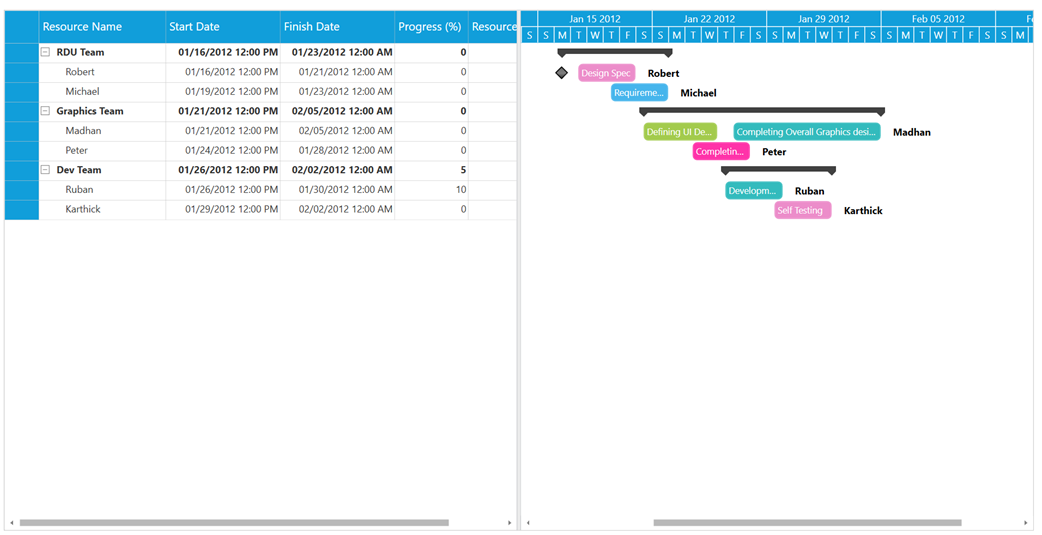 Resource Name Start Date Finish Date Progress (%) Resource
Jan 15 2012 Jan 22 2012 Jan 29 2012 Feb 05 2012 Fe
S S M T W T F S S M T W T F S S M T W T F S S M T W T F S S M
RDU Team 01/16/2012 12:00 PM 01/23/2012 12:00 AM 0
Robert 01/16/2012 12:00 PM 01/21/2012 12:00 AM 0 Design Spec Robert
Michael 01/19/2012 12:00 PM 01/23/2012 12:00 AM 0 Requireme... Michael
Graphics Team 01/21/2012 12:00 PM 02/05/2012 12:00 AM 0
Madhan 01/21/2012 12:00 PM 02/05/2012 12:00 AM 0 Defining UI De... Completing Overall Graphics desi... Madhan
Peter 01/24/2012 12:00 PM 01/28/2012 12:00 AM 0 Completin... Peter
Dev Team 01/26/2012 12:00 PM 02/02/2012 12:00 AM 5
Ruban 01/26/2012 12:00 PM 01/30/2012 12:00 AM 10 Developm... Ruban
Karthick 01/29/2012 12:00 PM 02/02/2012 12:00 AM 0 Self Testing Karthick